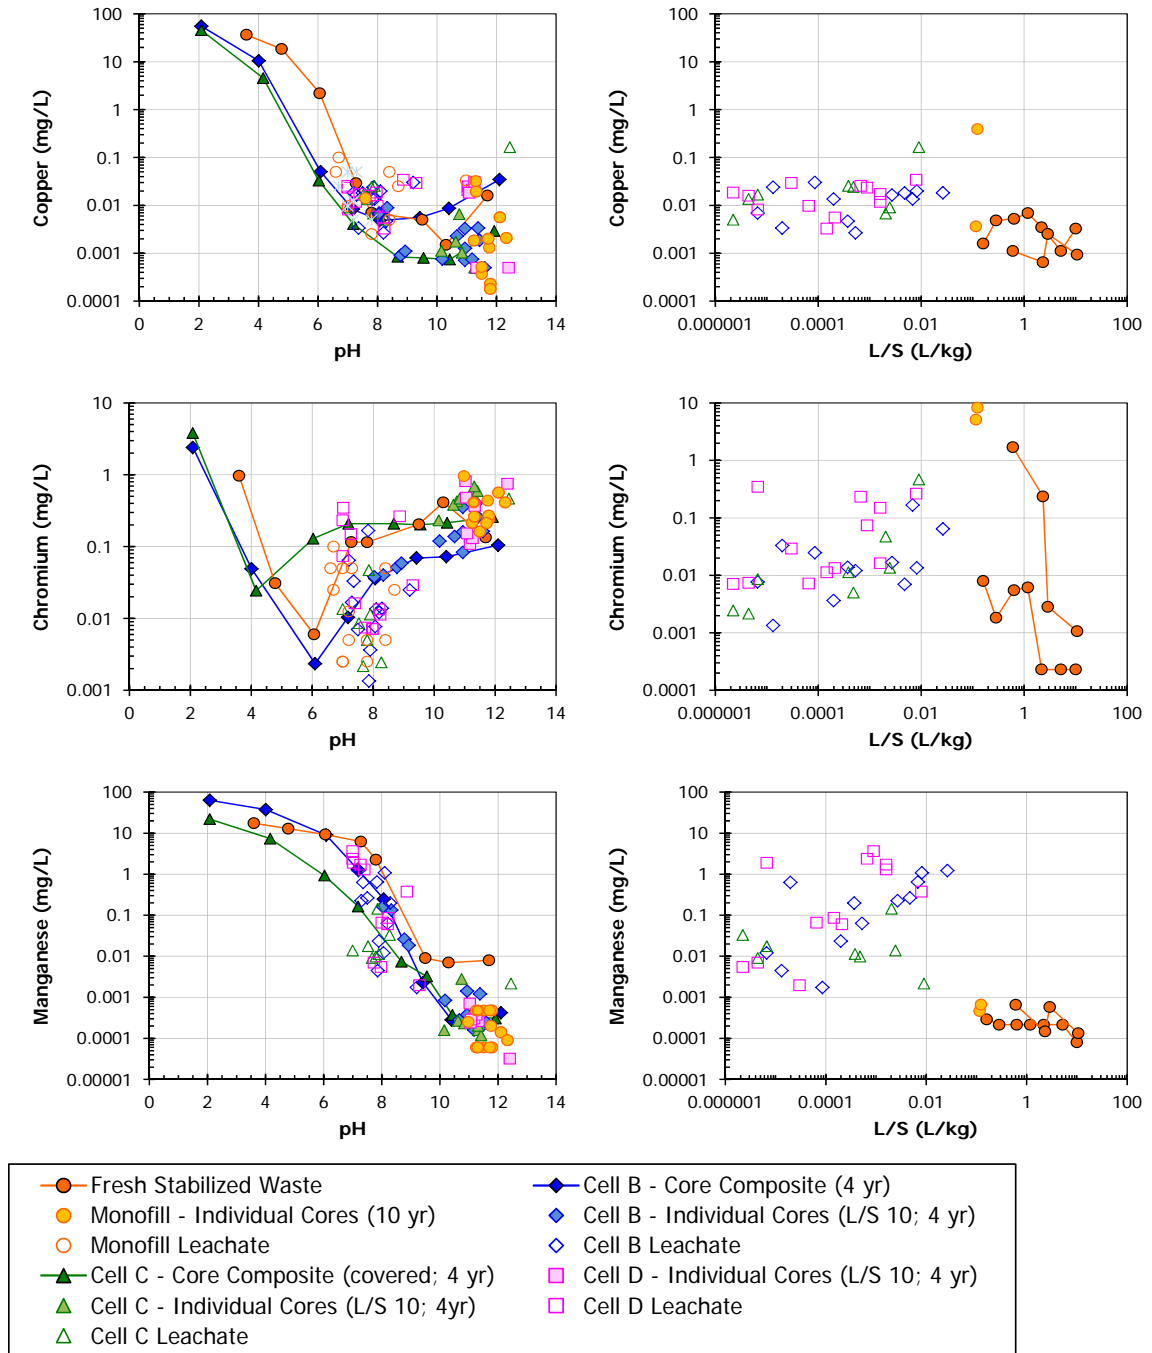 100
10
1
0.1
0.01
0.001
0.0001
Copper (mg/L)
0 2 4 6 8 10 12 14
pH
100
10
1
0.1
0.01
0.001
0.0001
Copper (mg/L)
0.000001 0.0001 0.01 1 100
L/S (L/kg)
10
1
0.1
0.01
0.001
Chromium (mg/L)
0 2 4 6 8 10 12 14
pH
10
1
0.1
0.01
0.001
0.0001
Chromium (mg/L)
0.000001 0.0001 0.01 1 100
L/S (L/kg)
100
10
1
0.1
0.01
0.001
0.0001
0.00001
Manganese (mg/L)
0 2 4 6 8 10 12 14
pH
100
10
1
0.1
0.01
0.001
0.0001
0.00001
Manganese (mg/L)
0.000001 0.0001 0.01 1 100
L/S (L/kg)
Fresh Stabilized Waste
Monofill - Individual Cores (10 yr)
Monofill Leachate
Cell C - Core Composite (covered; 4 yr)
Cell C - Individual Cores (L/S 10; 4yr)
Cell C Leachate
Cell B - Core Composite (4 yr)
Cell B - Individual Cores (L/S 10; 4 yr)
Cell B Leachate
Cell D - Individual Cores (L/S 10; 4 yr)
Cell D Leachate